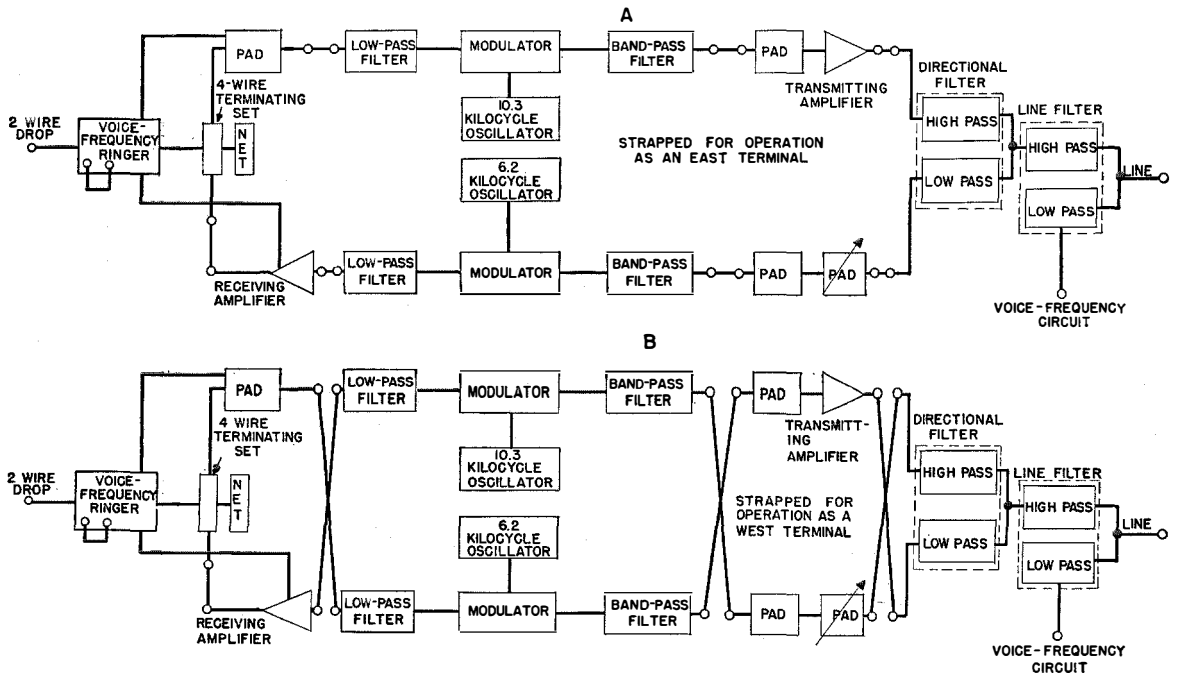 A
PAD
LOW-PASS
FILTER
MODULATOR
BAND-PASS
FILTER
PAD
TRANSMITTING
AMPLIFIER
DIRECTIONAL
FILTER
4-WIRE
TERMINATING
SET
10.3
KILOCYCLE
OSCILLATOR
LINE FILTER
2 WIRE
DROP
VOICE-
FREQUENCY
RINGER
NET
STRAPPED FOR OPERATION
AS AN EAST TERMINAL
HIGH PASS
HIGH PASS
6.2
KILOCYCLE
OSCILLATOR
LOW PASS
LINE
LOW PASS
RECEIVING
AMPLIFIER
LOW-PASS
FILTER
MODULATOR
BAND-PASS
FILTER
PAD
PAD
VOICE-FREQUENCY
CIRCUIT
B
PAD
LOW-PASS
FILTER
MODULATOR
BAND-PASS
FILTER
PAD
TRANSMITT-
ING
AMPLIFIER
DIRECTIONAL
FILTER
4 WIRE
TERMINATING
SET
10.3
KILOCYCLE
OSCILLATOR
LINE FILTER
2 WIRE
DROP
VOICE-
FREQUENCY
RINGER
NET
STRAPPED FOR
OPERATION AS A
WEST TERMINAL
HIGH PASS
HIGH PASS
6.2
KILOCYCLE
OSCILLATOR
LOW PASS
LINE
LOW PASS
RECEIVING
AMPLIFIER
LOW-PASS
FILTER
MODULATOR
BAND-PASS
FILTER
PAD
PAD
VOICE-FREQUENCY
CIRCUIT